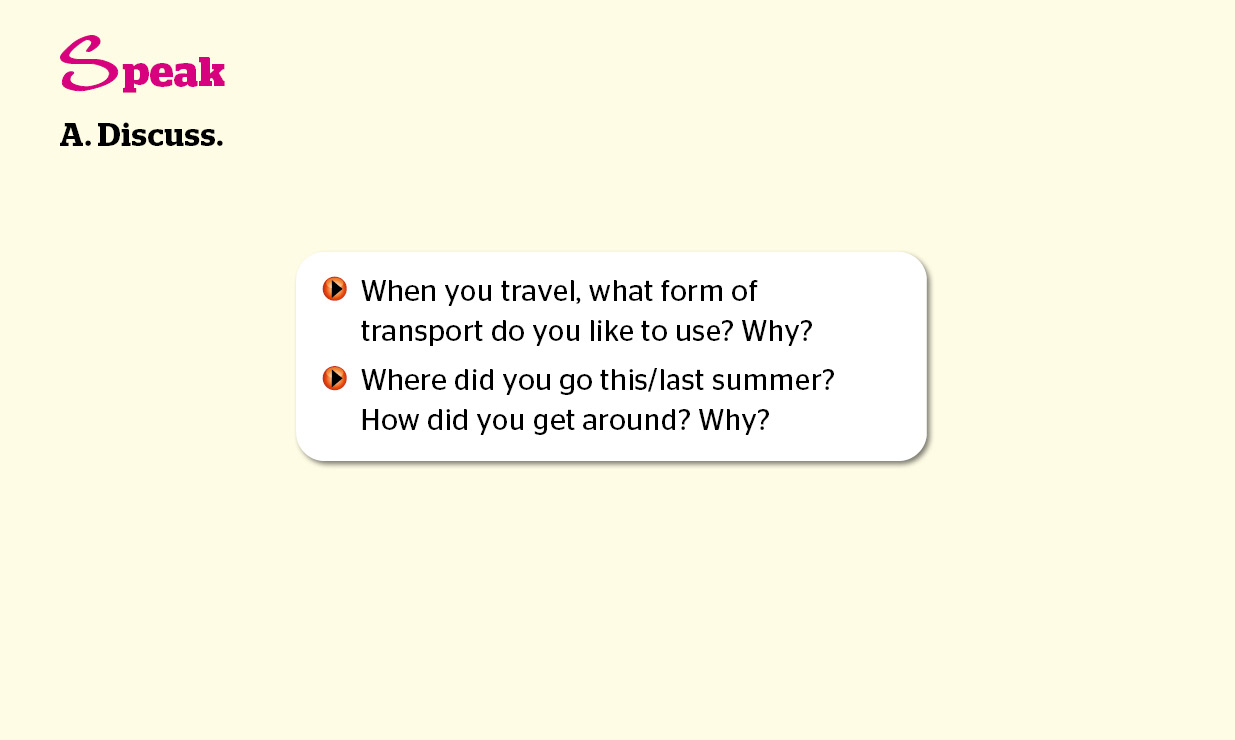 Speak
A. Discuss.
When you travel, what form of
transport do you like to use? Why?
Where did you go this/last summer?
How did you get around? Why?